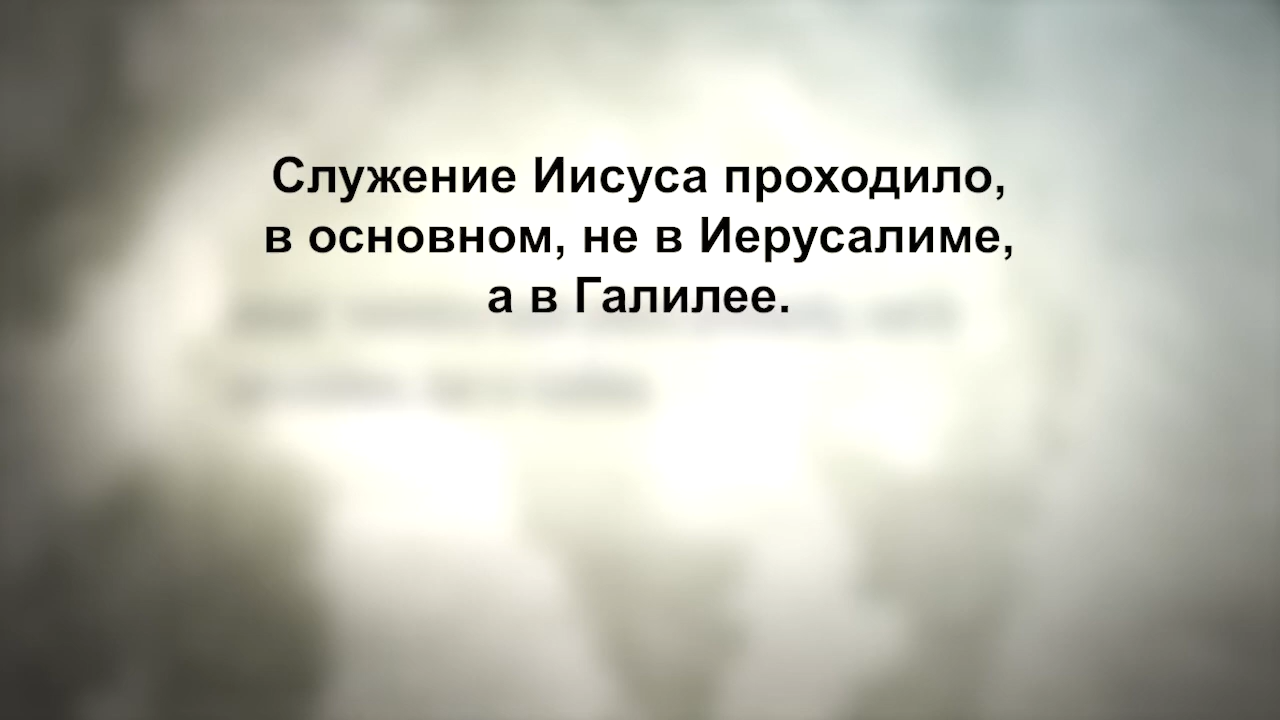 Служение Иисуса проходило,
в основном, не в Иерусалиме,
а в Галилее.